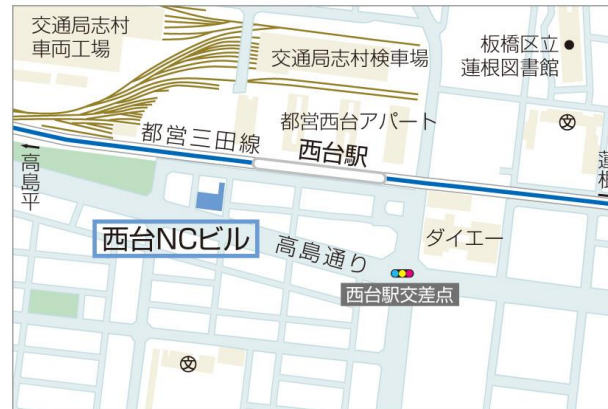 交通局志村
車両工場
交通局志村検車場
板橋区立
蓮根図書館
都営三田線
都営西台アパート
西台駅
高島平
蓮根
西台NCビル
高島通り
ダイエー
西台駅交差点
文
文